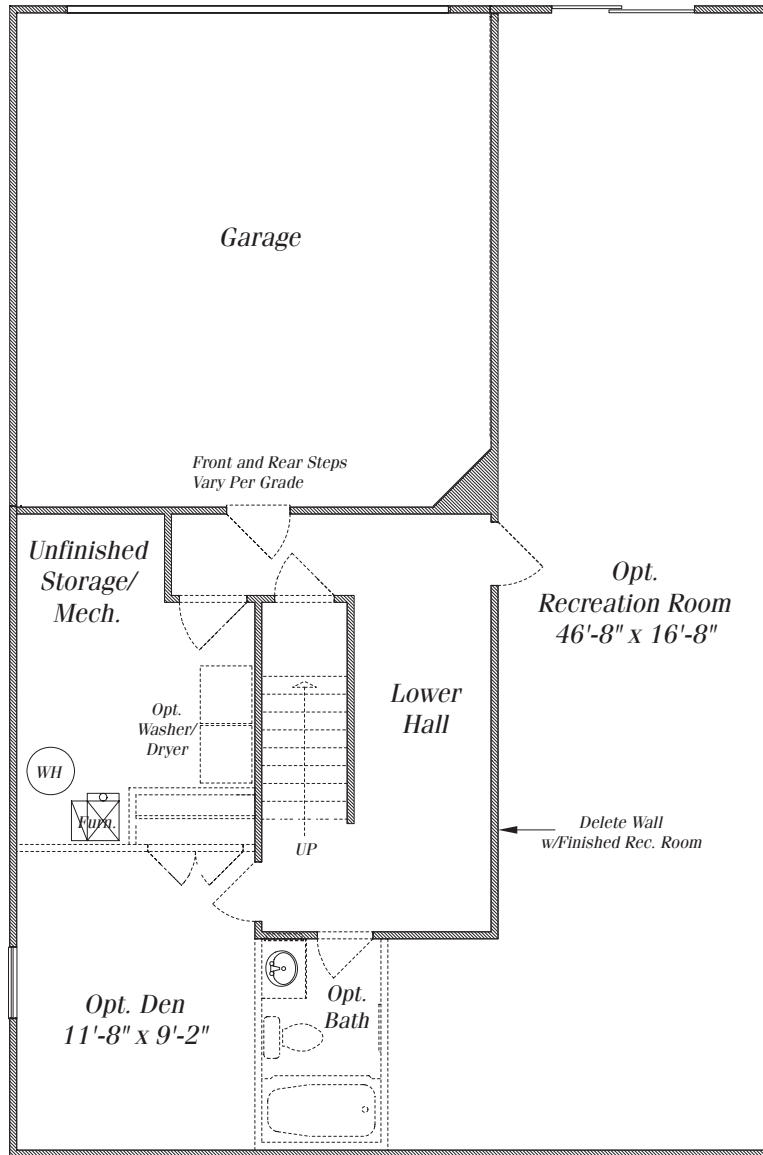 Garage
Front and Rear Steps
Vary Per Grade
Unfinished
Storage/
Mech.
Opt.
Recreation Room
46'-8" x 16'-8"
Opt.
Washer/
Dryer
Lower
Hall
WH
Furn.
UP
Delete Wall
w/Finished Rec. Room
Opt. Den
11'-8" x 9'-2"
Opt.
Bath